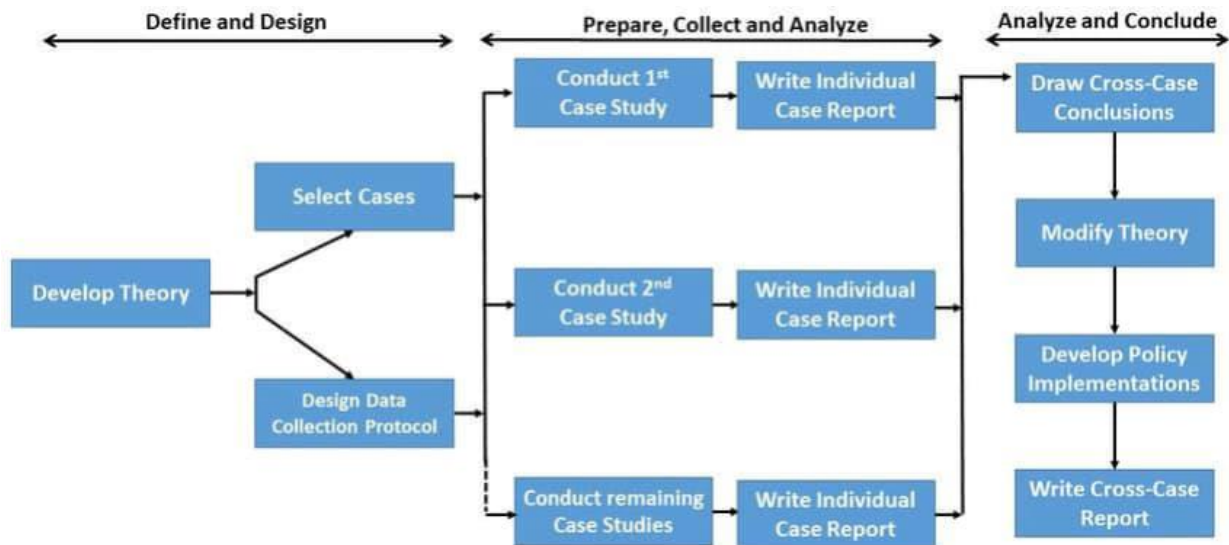 Define and Design
Prepare, Collect and Analyze
Analyze and Conclude
Develop Theory
Select Cases
Design Data
Collection Protocol
Conduct 1st
Case Study
Write Individual
Case Report
Conduct 2nd
Case Study
Write Individual
Case Report
Conduct remaining
Case Studies
Write Individual
Case Report
Draw Cross-Case
Conclusions
Modify Theory
Develop Policy
Implementations
Write Cross-Case
Report